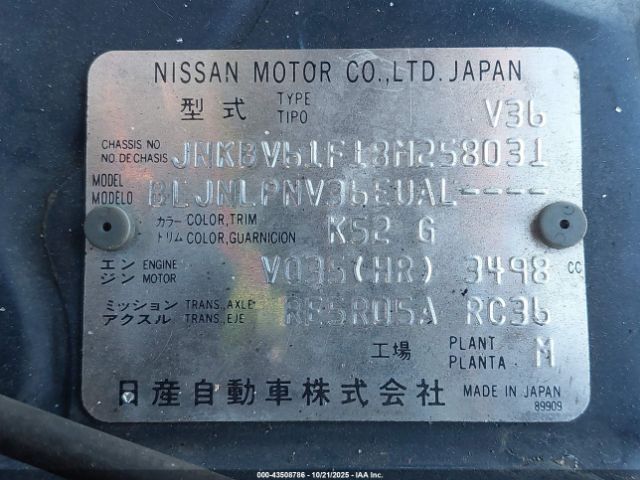 NISSAN MOTOR CO.,LTD. JAPAN
型式 TYPE TIPO V36
CHASSIS NO NO.DE CHASIS JNKBV61F18M258031
MODEL MODELO BLJNLPNV36EUAL----
カラー COLOR,TRIM
トリム COLOR,GUARNICION K52 G
エンジン ENGINE MOTOR VQ35(HR) 3498 CC
ミッション TRANS.,AXLE
アクスル TRANS.,EJE RE5R05A RC36
工場 PLANT PLANTA M
日産自動車株式会社 MADE IN JAPAN
89909
000-43508786 - 10/21/2025 - IAA Inc.